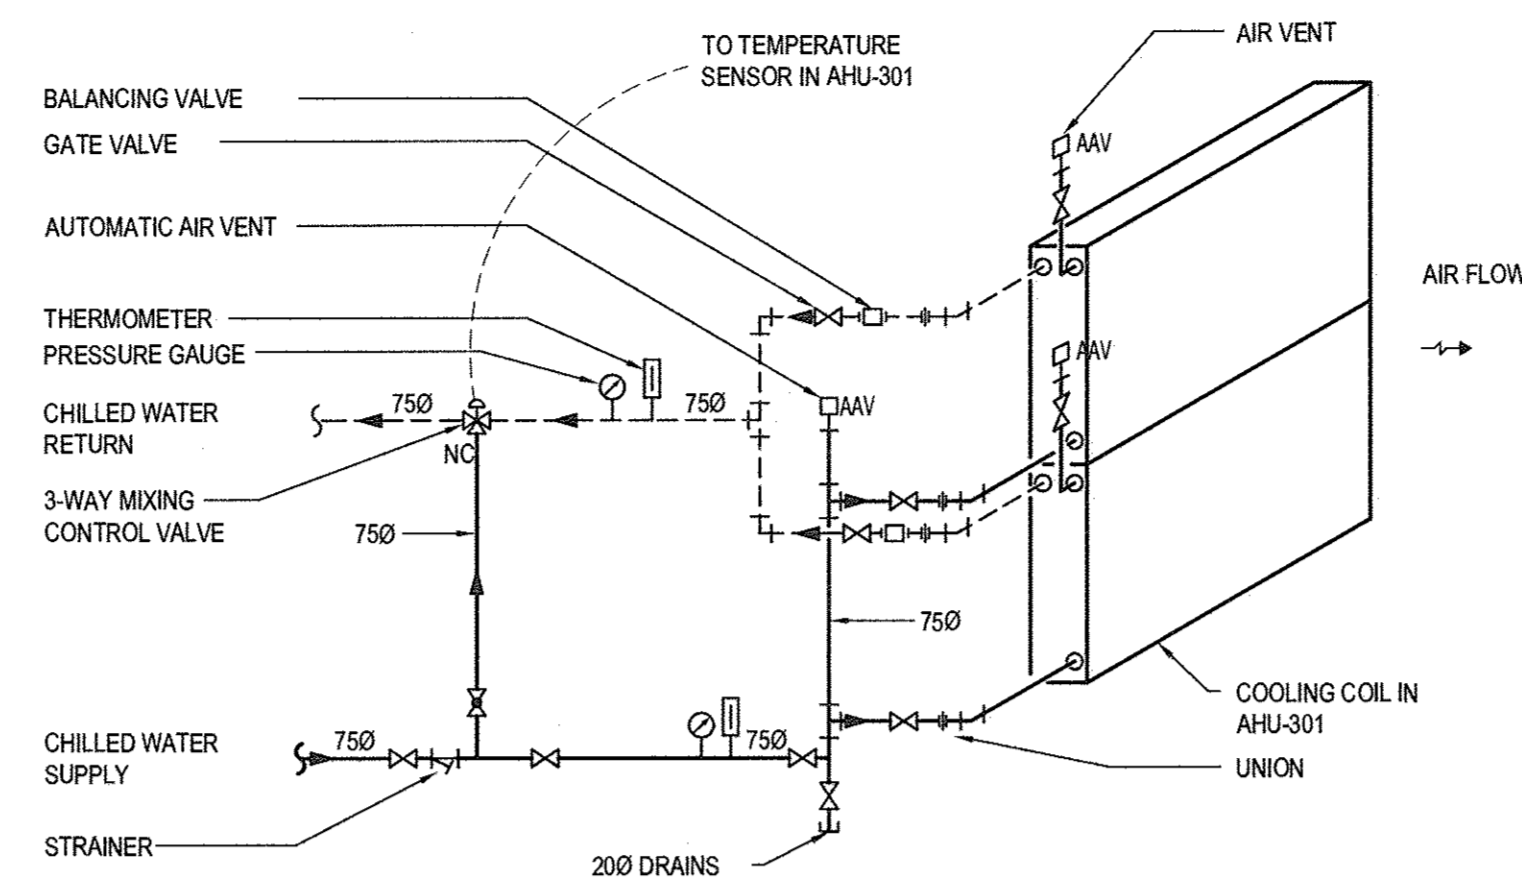 TO TEMPERATURE
SENSOR IN AHU-301
AIR VENT
BALANCING VALVE
GATE VALVE
AAV
AUTOMATIC AIR VENT
AIR FLOW
THERMOMETER
PRESSURE GAUGE
AAV
CHILLED WATER
RETURN
75Ø
75Ø
AAV
NC
3-WAY MIXING
CONTROL VALVE
75Ø
75Ø
COOLING COIL IN
AHU-301
CHILLED WATER
SUPPLY
75Ø
75Ø
UNION
STRAINER
20Ø DRAINS